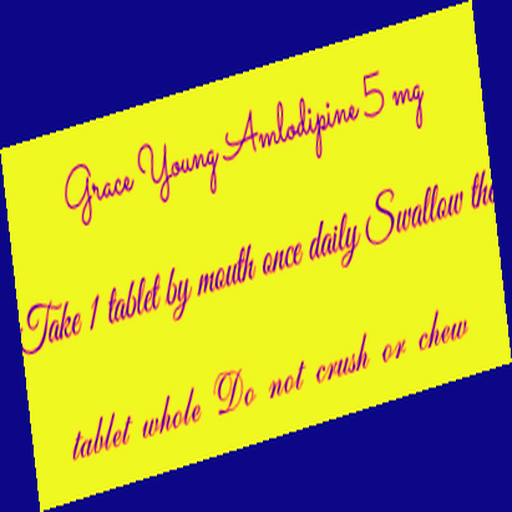 Grace Young Amlodipine 5 mg
Take 1 tablet by mouth once daily Swallow
tablet whole Do not crush or chew